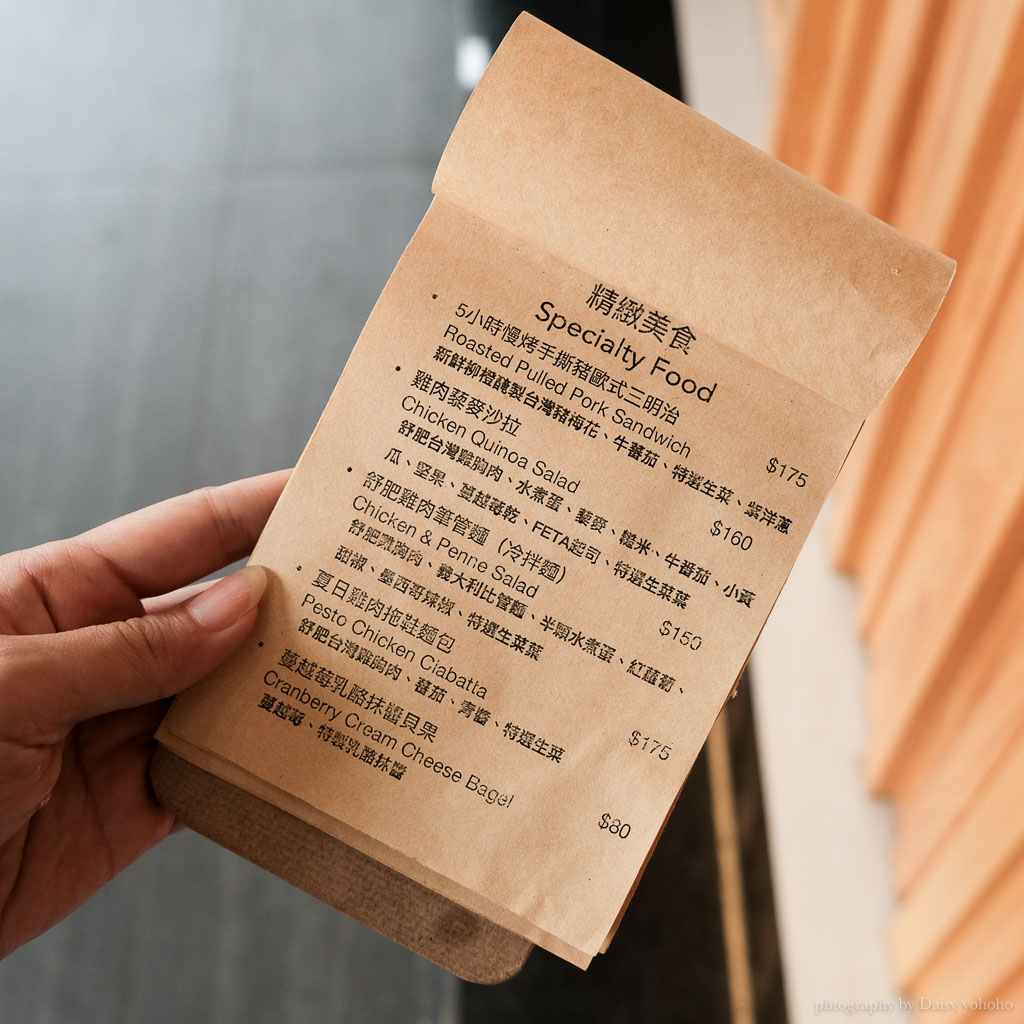 精緻美食
Specialty Food
5小時慢烤手撕豬歐式三明治
Roasted Pulled Pork Sandwich
$175
新鮮柳橙醃製台灣豬梅花、牛蕃茄、特選生菜、紫洋蔥
雞肉藜麥沙拉
Chicken Quinoa Salad
$160
舒肥台灣雞胸肉、水煮蛋、藜麥、糙米、牛番茄、小黃
瓜、堅果、蔓越莓乾、FETA起司、特選生菜葉
舒肥雞肉筆管麵（冷拌麵）
Chicken & Penne Salad
$150
舒肥雞胸肉、義大利比管麵、半顆水煮蛋、紅蘿蔔、
甜椒、墨西哥辣椒、特選生菜葉
夏日雞肉拖鞋麵包
Pesto Chicken Ciabatta
$175
舒肥台灣雞胸肉、蕃茄、青醬、特選生菜
蔓越莓乳酪抹醬貝果
Cranberry Cream Cheese Bagel
$80
蔓越莓、特製乳酪抹醬
phtography by Daisyyohoho